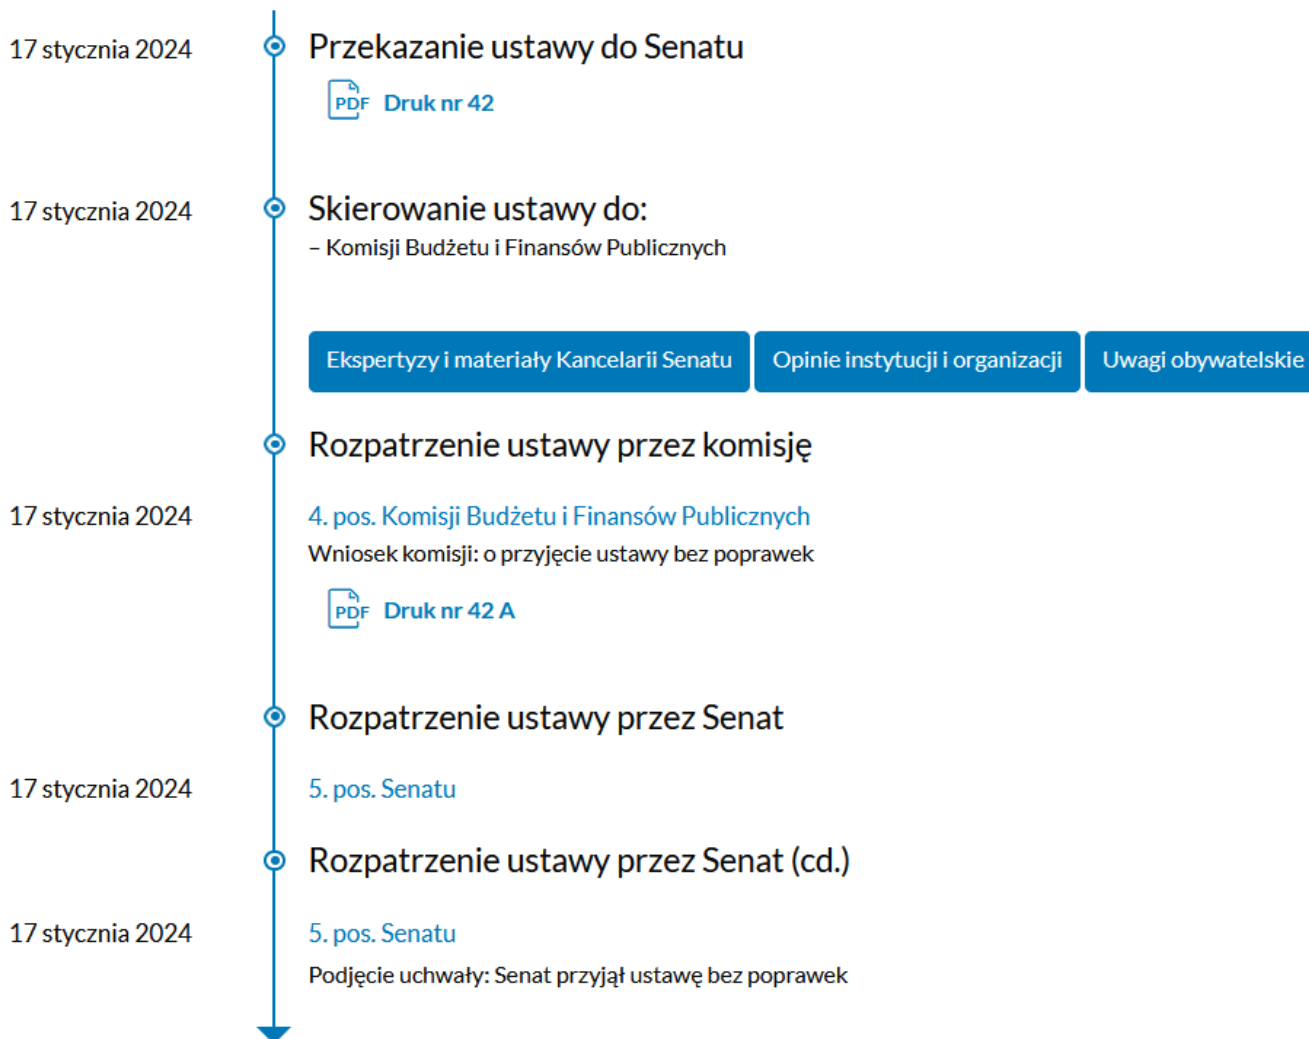 17 stycznia 2024
Przekazanie ustawy do Senatu
PDF Druk nr 42
17 stycznia 2024
Skierowanie ustawy do:
– Komisji Budżetu i Finansów Publicznych
Ekspertyzy i materiały Kancelarii Senatu
Opinie instytucji i organizacji
Uwagi obywatelskie
Rozpatrzenie ustawy przez komisję
17 stycznia 2024
4. pos. Komisji Budżetu i Finansów Publicznych
Wniosek komisji: o przyjęcie ustawy bez poprawek
PDF Druk nr 42 A
Rozpatrzenie ustawy przez Senat
17 stycznia 2024
5. pos. Senatu
Rozpatrzenie ustawy przez Senat (cd.)
17 stycznia 2024
5. pos. Senatu
Podjęcie uchwały: Senat przyjął ustawę bez poprawek